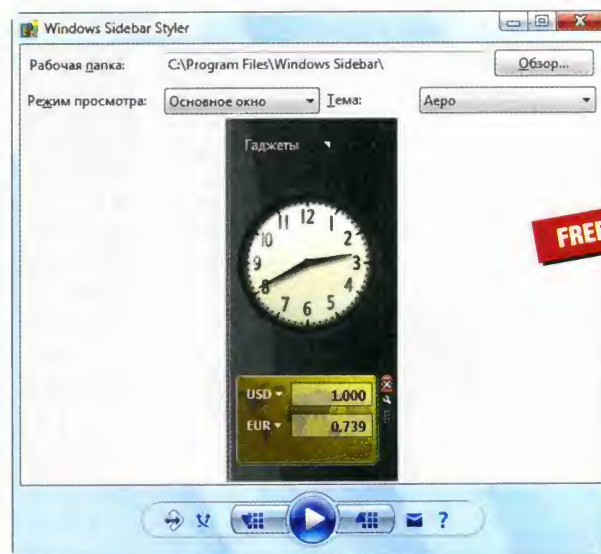 Windows Sidebar Styler
Рабочая папка: C:\Program Files\Windows Sidebar\ Обзор...
Режим просмотра: Основное окно Тема: Аеро
Гаджеты
12
11 1
10 2
9 3
8 4
7 5
6
FREE
USD 1.000
EUR 0.739
?